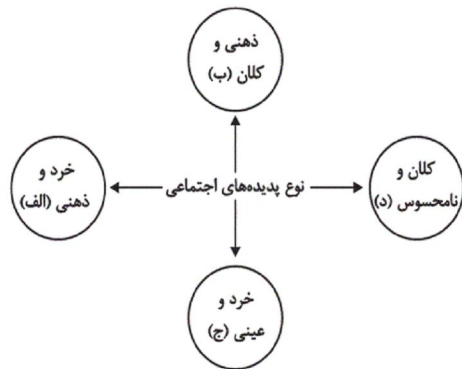 ذهنی و
کلان (ب)
کلان و
نامحسوس (د)
نوع پدیده‌های اجتماعی
خرد و
ذهنی (الف)
خرد و
عینی (ج)